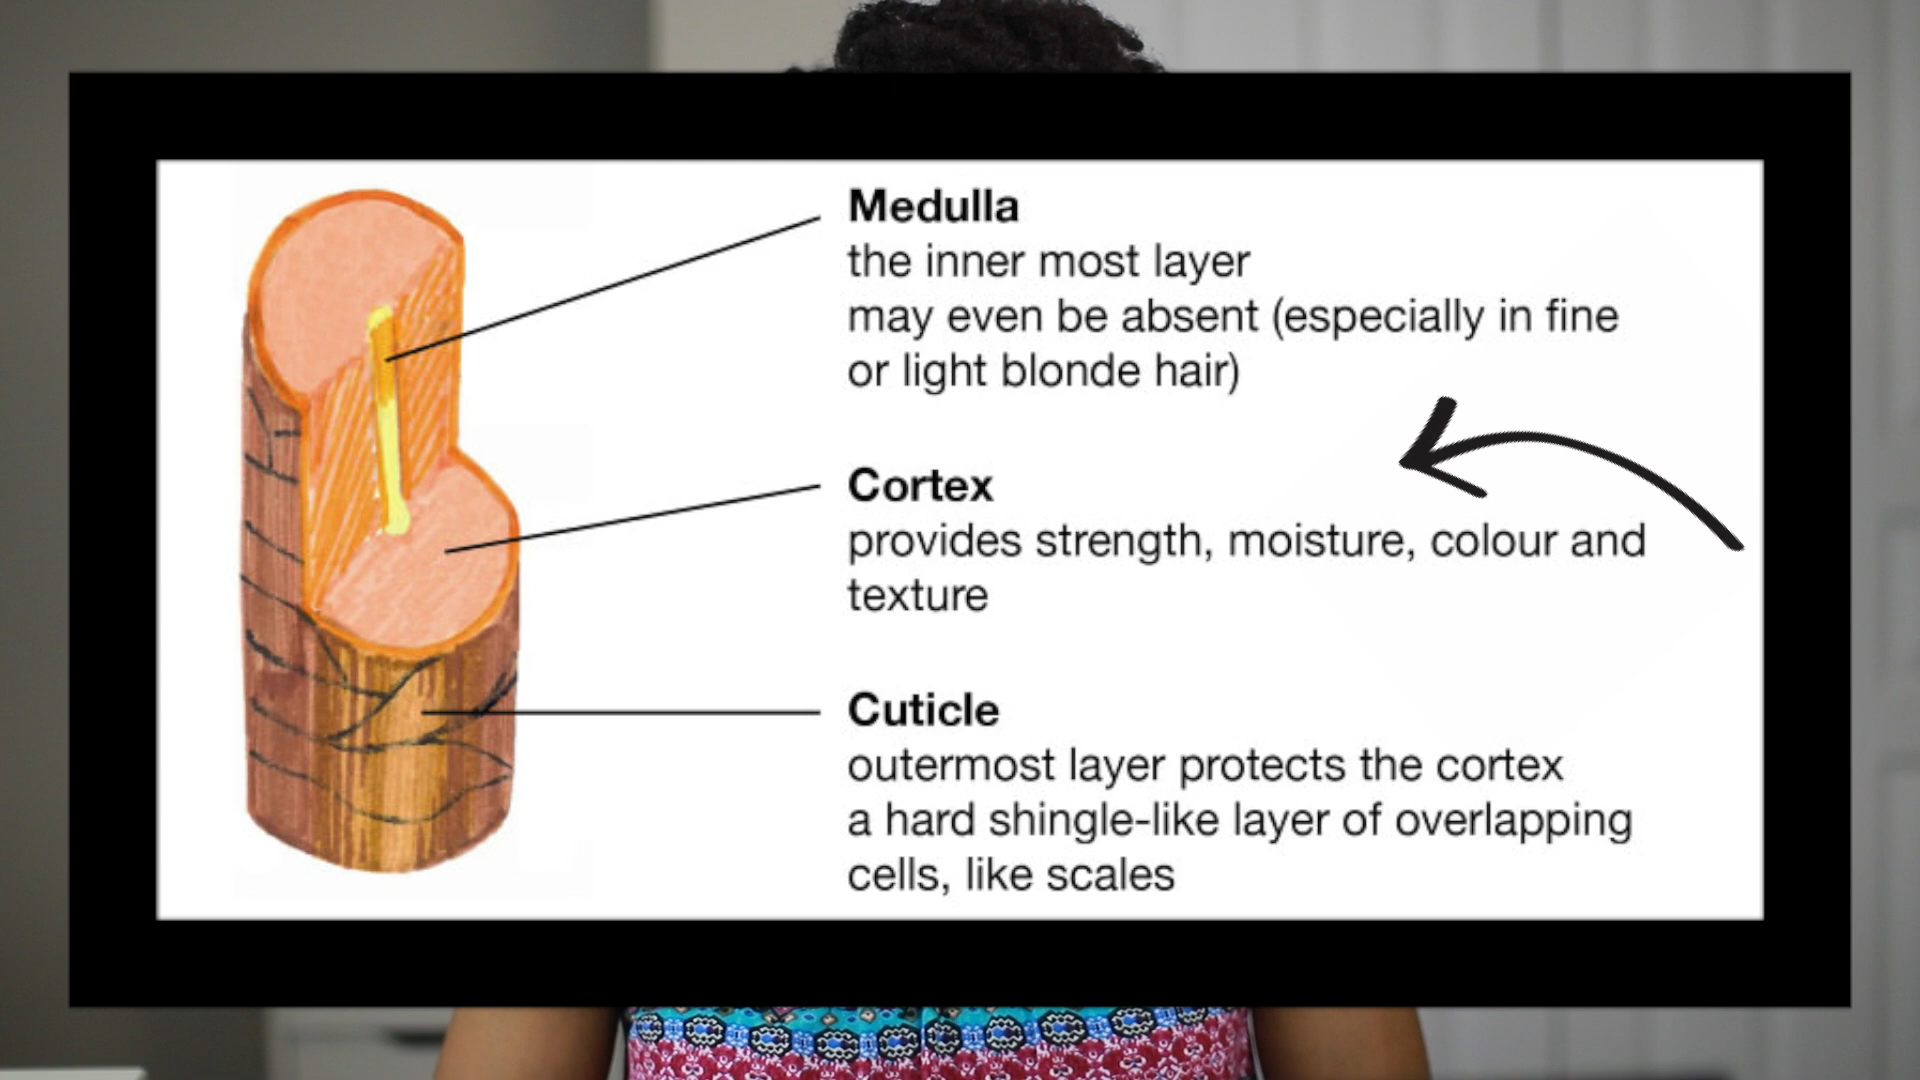 Medulla
the inner most layer
may even be absent (especially in fine
or light blonde hair)
Cortex
provides strength, moisture, colour and
texture
Cuticle
outermost layer protects the cortex
a hard shingle-like layer of overlapping
cells, like scales